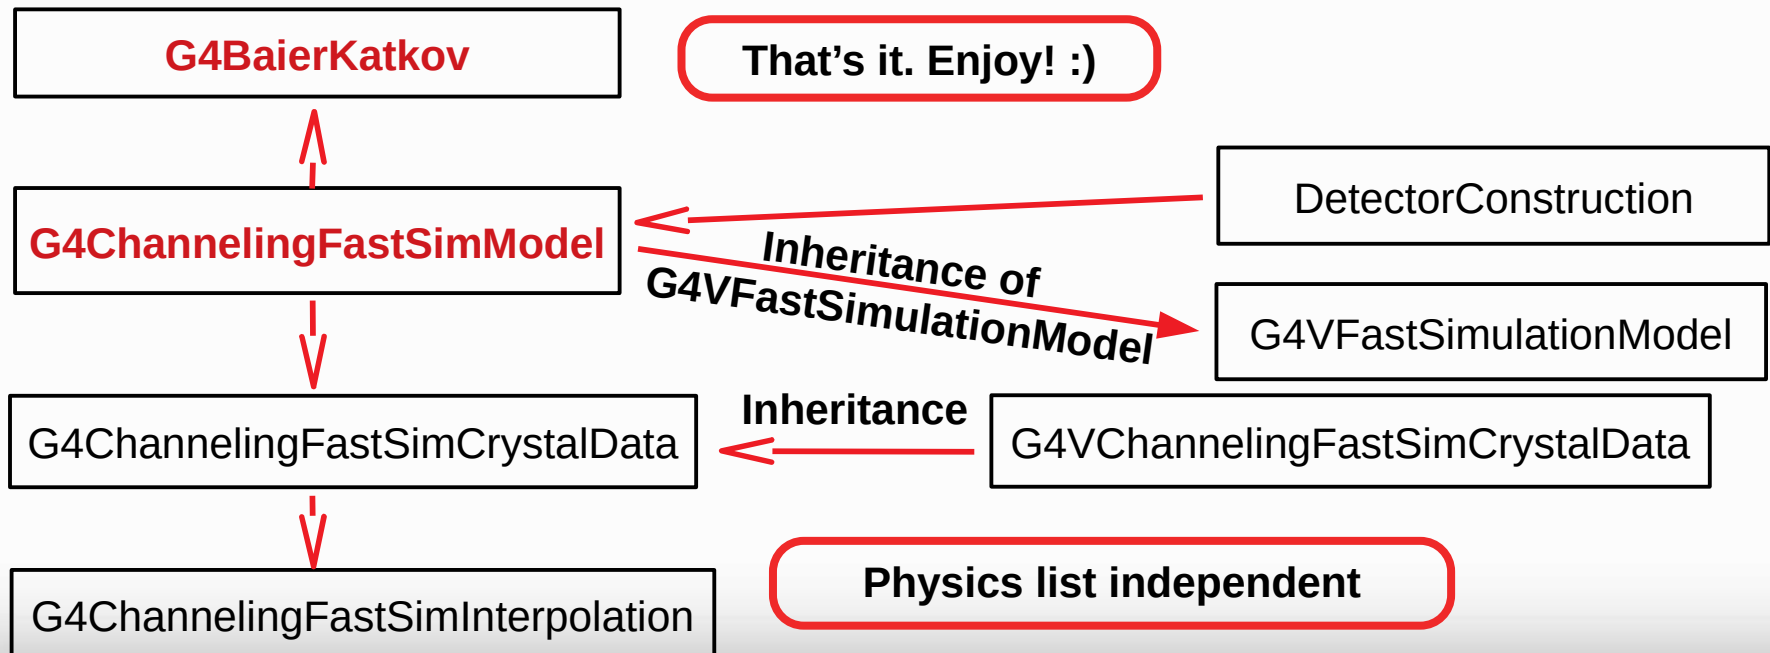 G4BaierKatkov
That’s it. Enjoy! :)
DetectorConstruction
G4ChannelingFastSimModel
Inheritance of
G4VFastSimulationModel
G4VFastSimulationModel
Inheritance
G4ChannelingFastSimCrystalData
G4VChannelingFastSimCrystalData
Physics list independent
G4ChannelingFastSimInterpolation